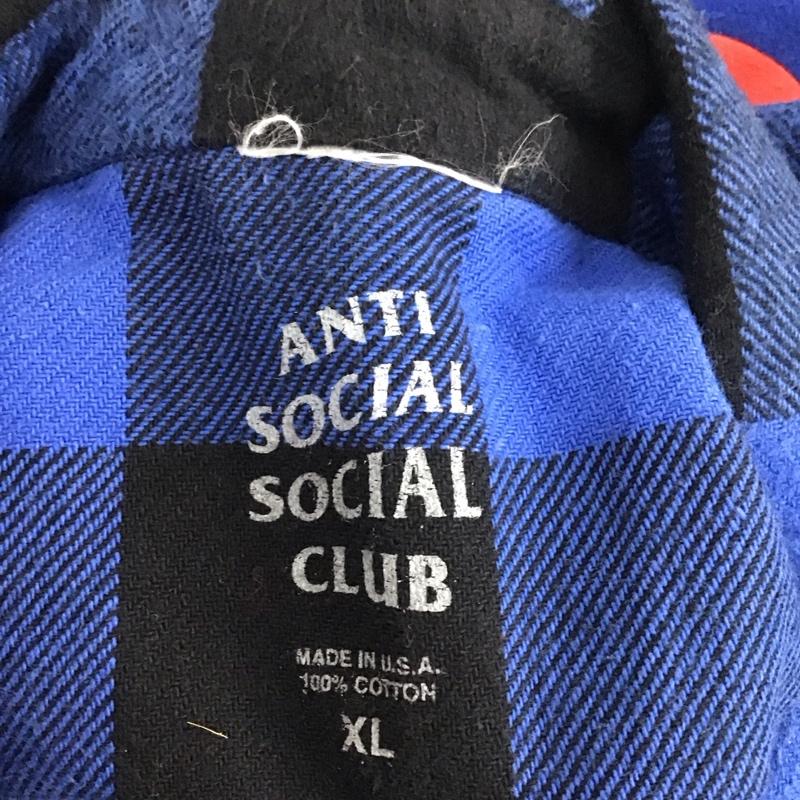 ANTI
SOCIAL
SOCIAL
CLUB
MADE IN U.S.A.
100% COTTON
XL